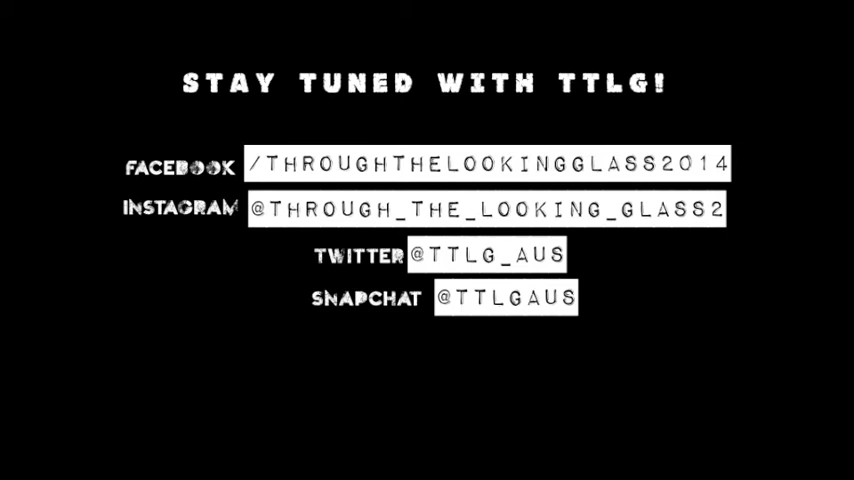 STAY TUNED WITH TTLG!
FACEBOOK /THROUGHTHELOOKINGGLASS2014
INSTAGRAM @THROUGH_THE_LOOKING_GLASS2
TWITTER @TTLG_AUS
SNAPCHAT @TTLGAUS